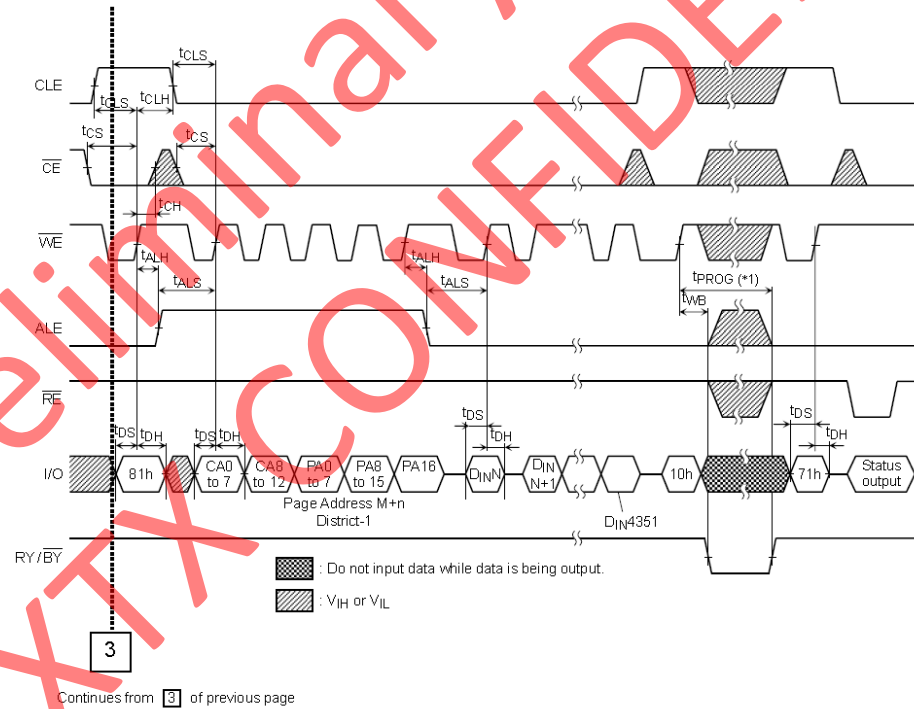 tCLS
CLE
tCLS tCLH
tCS tCS
CE
tCH
WE
tALH tALH
tALS tALS
tPROG (*1)
tWB
ALE
RE
tDS tDH tDS tDH tDS tDH tDS tDH
I/O 81h CA0 to 7 CA8 to 12 PA0 to 7 PA8 to 15 PA16 DINN DIN N+1 10h 71h Status output
Page Address M+n
District-1
DIN4351
RY/BY
: Do not input data while data is being output.
: VIH or VIL
3
Continues from 3 of previous page
eliminary
XTX CONFIDE